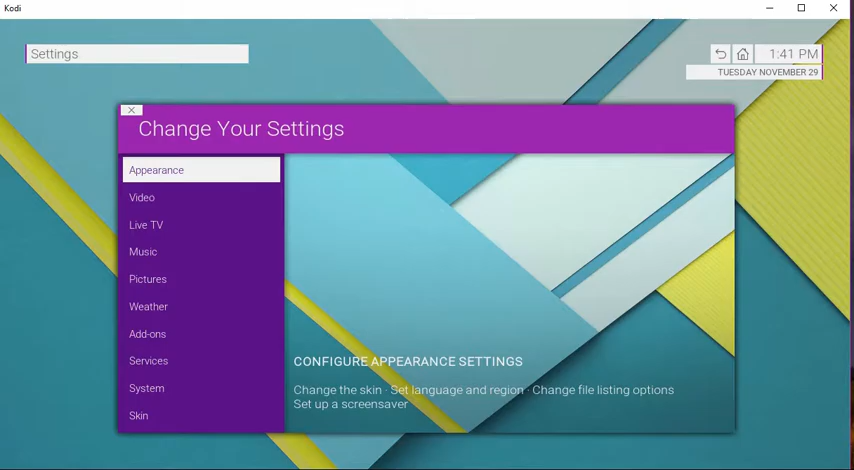 Kodi
Settings
1:41 PM
TUESDAY NOVEMBER 29
Change Your Settings
Appearance
Video
Live TV
Music
Pictures
Weather
Add-ons
Services
System
Skin
CONFIGURE APPEARANCE SETTINGS
Change the skin · Set language and region · Change file listing options
Set up a screensaver